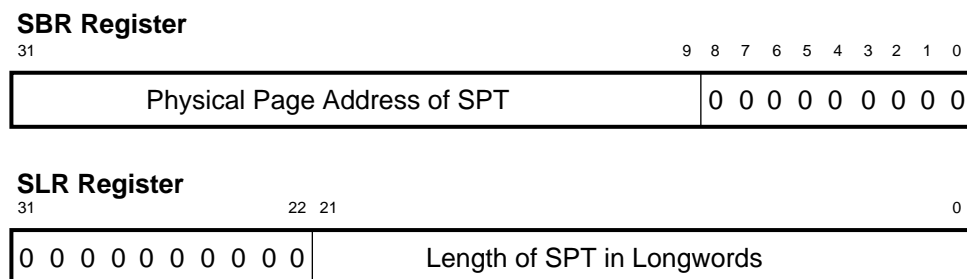 SBR Register
31 9 8 7 6 5 4 3 2 1 0
Physical Page Address of SPT 0 0 0 0 0 0 0 0 0
SLR Register
31 22 21 0
0 0 0 0 0 0 0 0 0 0 Length of SPT in Longwords